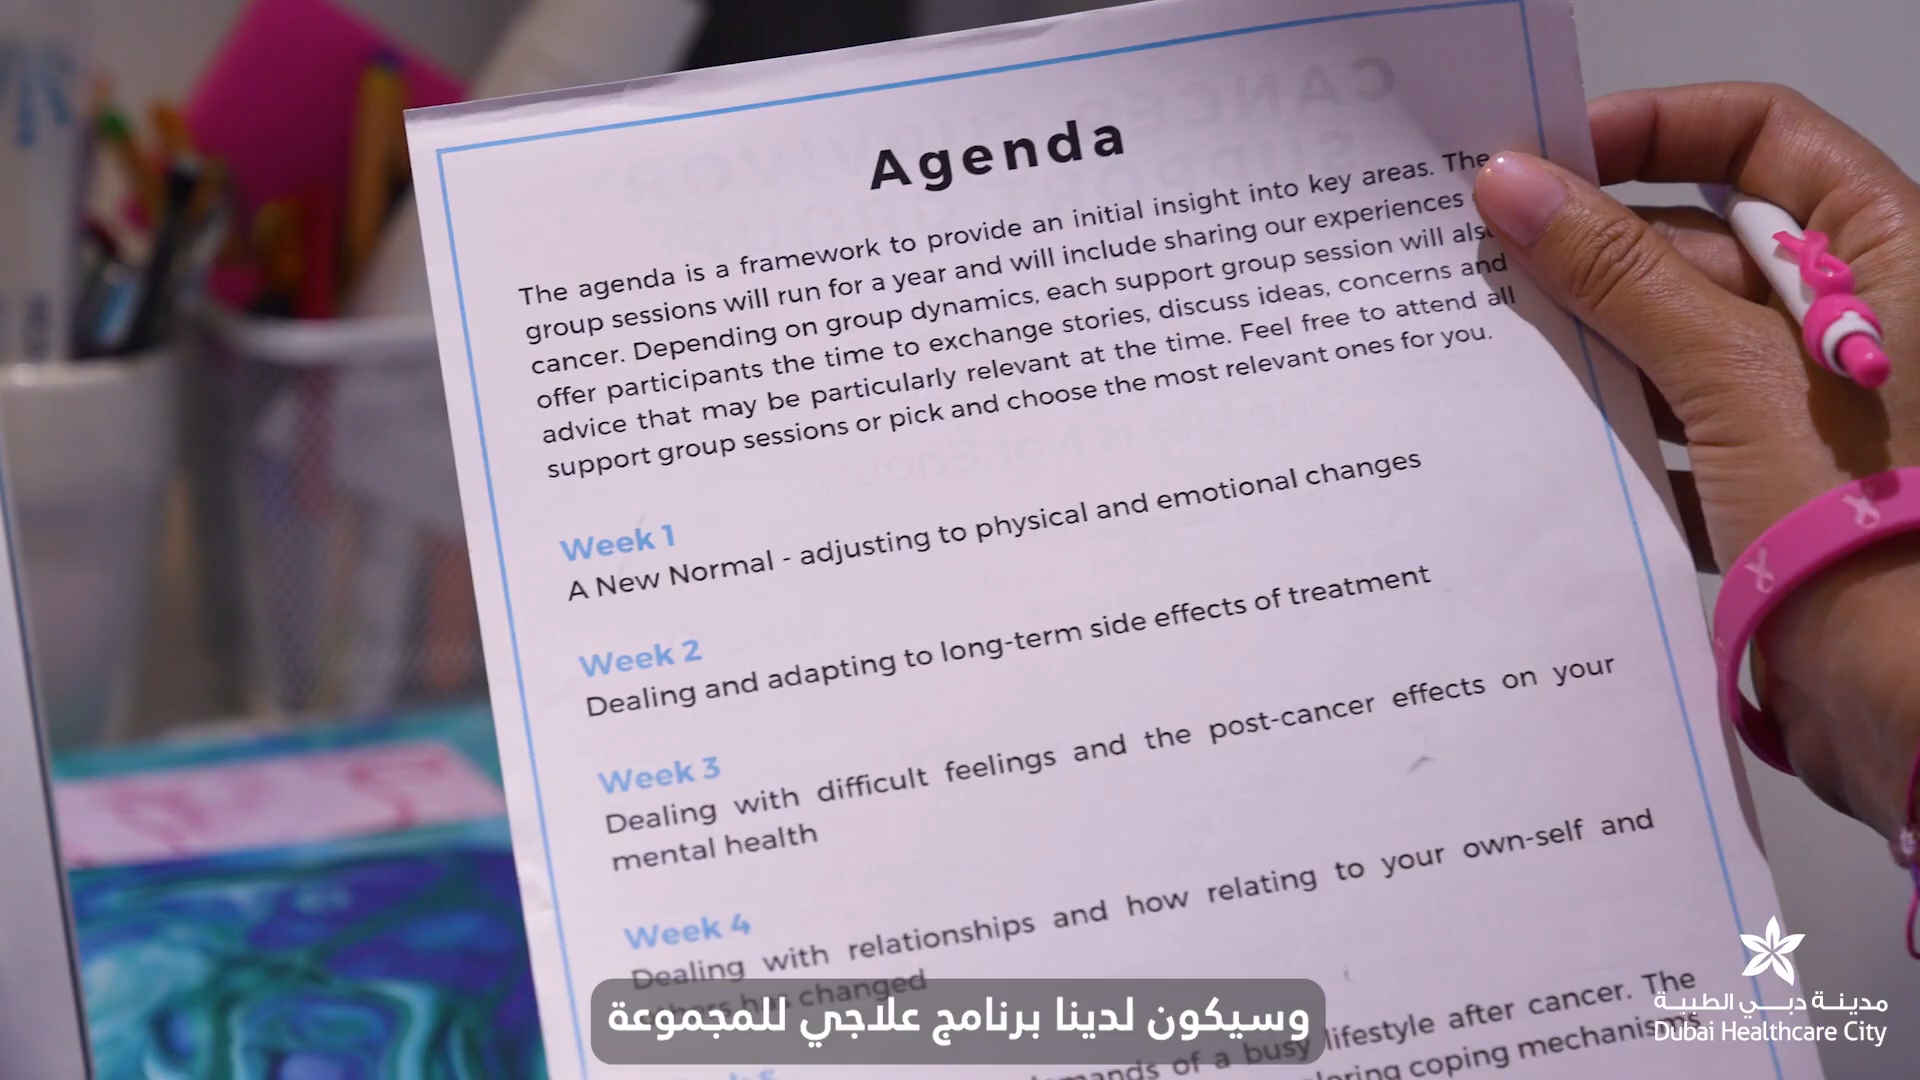 Agenda
The agenda is a framework to provide an initial insight into key areas. The
group sessions will run for a year and will include sharing our experiences
cancer. Depending on group dynamics, each support group session will also
offer participants the time to exchange stories, discuss ideas, concerns and
advice that may be particularly relevant at the time. Feel free to attend all
support group sessions or pick and choose the most relevant ones for you.
Week 1
A New Normal - adjusting to physical and emotional changes
Week 2
Dealing and adapting to long-term side effects of treatment
Week 3
Dealing with difficult feelings and the post-cancer effects on your
mental health
Week 4
Dealing with relationships and how relating to your own-self and
others has changed
lifestyle after cancer. The
of a busy
coping mechanisms
وسيكون لدينا برنامج علاجي للمجموعة
مدينة دبي الطبية
Dubai Healthcare City